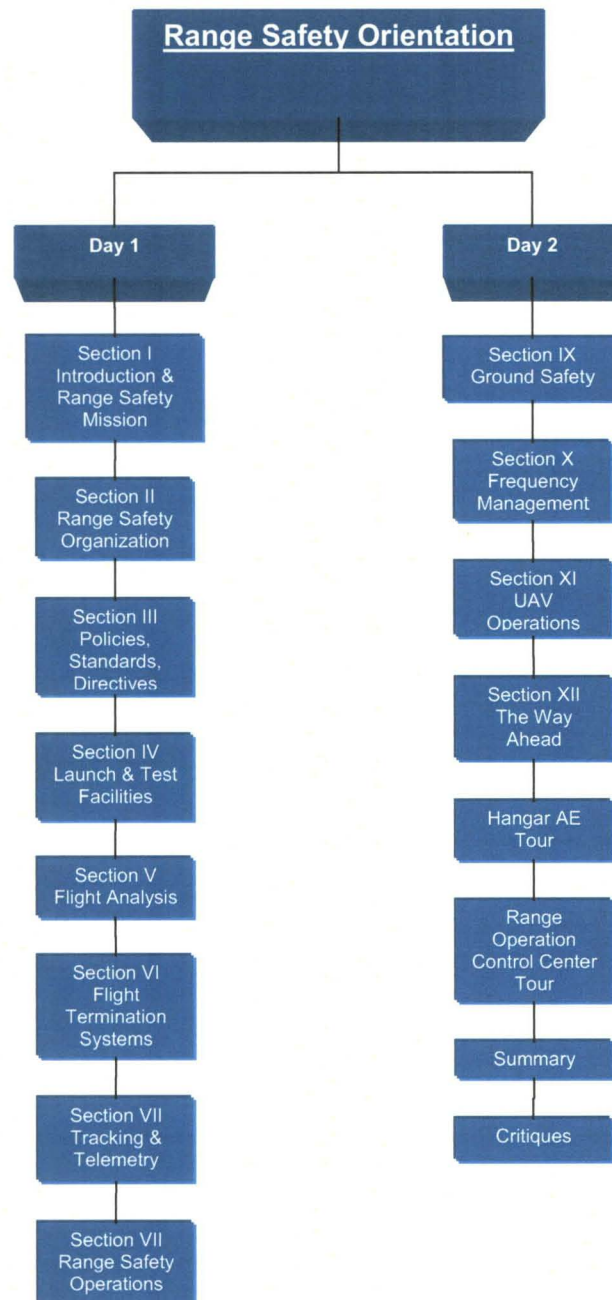 Range Safety Orientation
Day 1
Section I
Introduction &
Range Safety
Mission
Section II
Range Safety
Organization
Section III
Policies,
Standards,
Directives
Section IV
Launch & Test
Facilities
Section V
Flight Analysis
Section VI
Flight
Termination
Systems
Section VII
Tracking &
Telemetry
Section VII
Range Safety
Operations
Day 2
Section IX
Ground Safety
Section X
Frequency
Management
Section XI
UAV
Operations
Section XII
The Way
Ahead
Hangar AE
Tour
Range
Operation
Control Center
Tour
Summary
Critiques